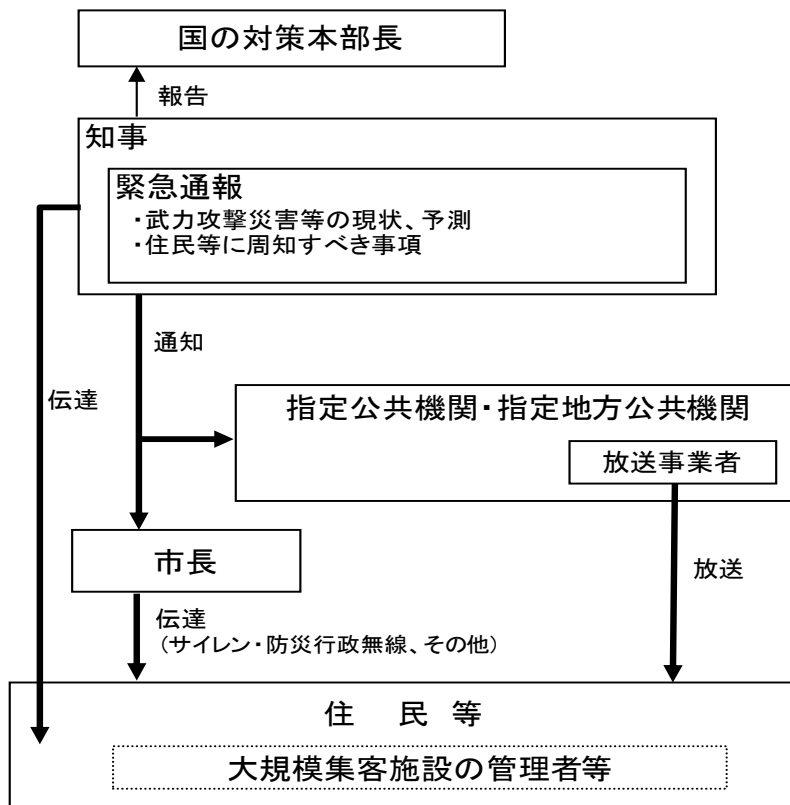 国の対策本部長
報告
知事
緊急通報
・武力攻撃災害等の現状、予測
・住民等に周知すべき事項
通知
伝達
指定公共機関・指定地方公共機関
放送事業者
市長
放送
伝達
（サイレン・防災行政無線、その他）
住　民　等
大規模集客施設の管理者等